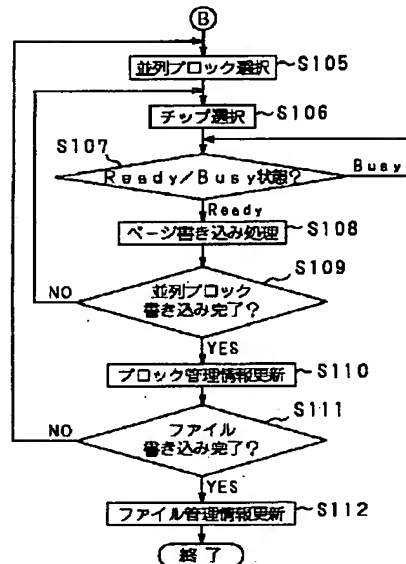 B
並列ブロック選択 S105
チップ選択 S106
S107
Ready/Busy状態?
Busy
Ready
ページ書き込み処理 S108
S109
並列ブロック
書き込み完了?
NO
YES
ブロック管理情報更新 S110
S111
ファイル
書き込み完了?
NO
YES
ファイル管理情報更新 S112
終了